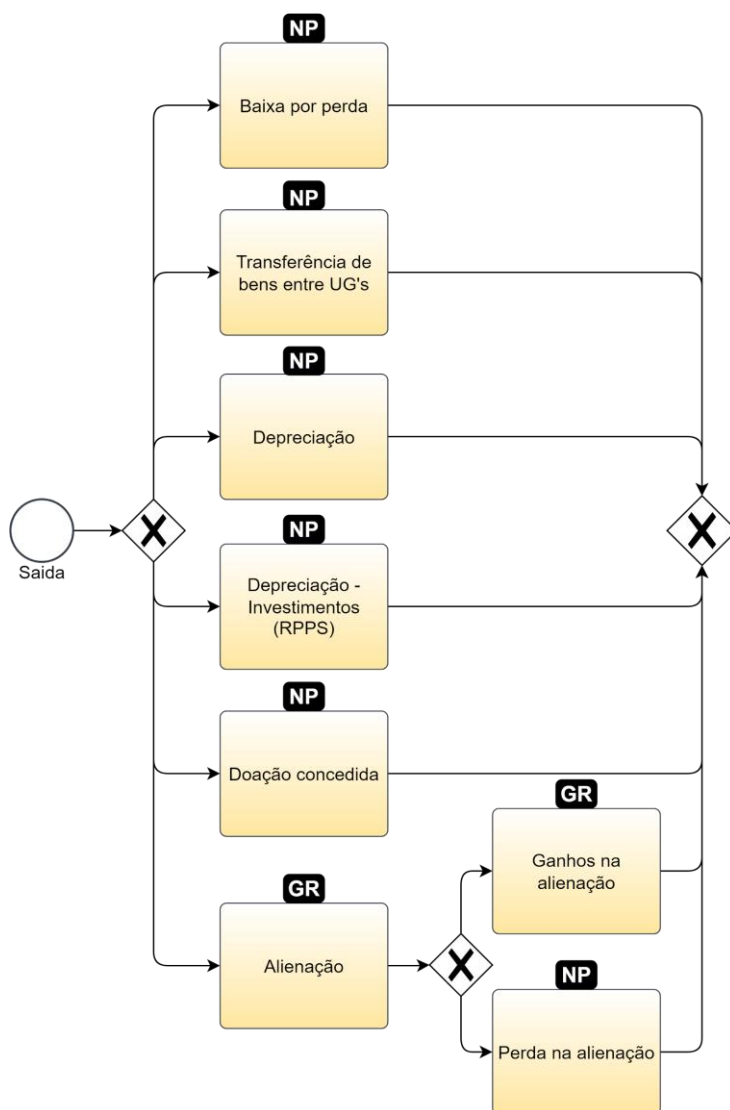 NP
Baixa por perda
NP
Transferência de
bens entre UG's
NP
Depreciação
Saida
NP
Depreciação -
Investimentos
(RPPS)
NP
Doação concedida
GR
Alienação
GR
Ganhos na
alienação
NP
Perda na alienação